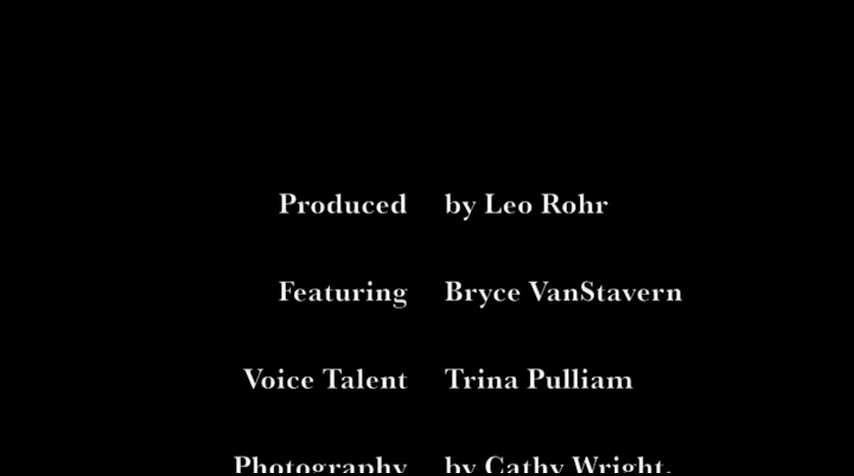 Produced by Leo Rohr
Featuring Bryce VanStavern
Voice Talent Trina Pulliam
Photography by Cathy Wright,